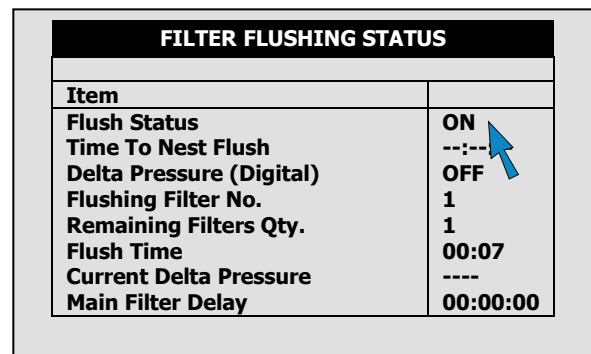 FILTER FLUSHING STATUS
Item
Flush Status ON
Time To Nest Flush --:--:
Delta Pressure (Digital) OFF
Flushing Filter No. 1
Remaining Filters Qty. 1
Flush Time 00:07
Current Delta Pressure ----
Main Filter Delay 00:00:00